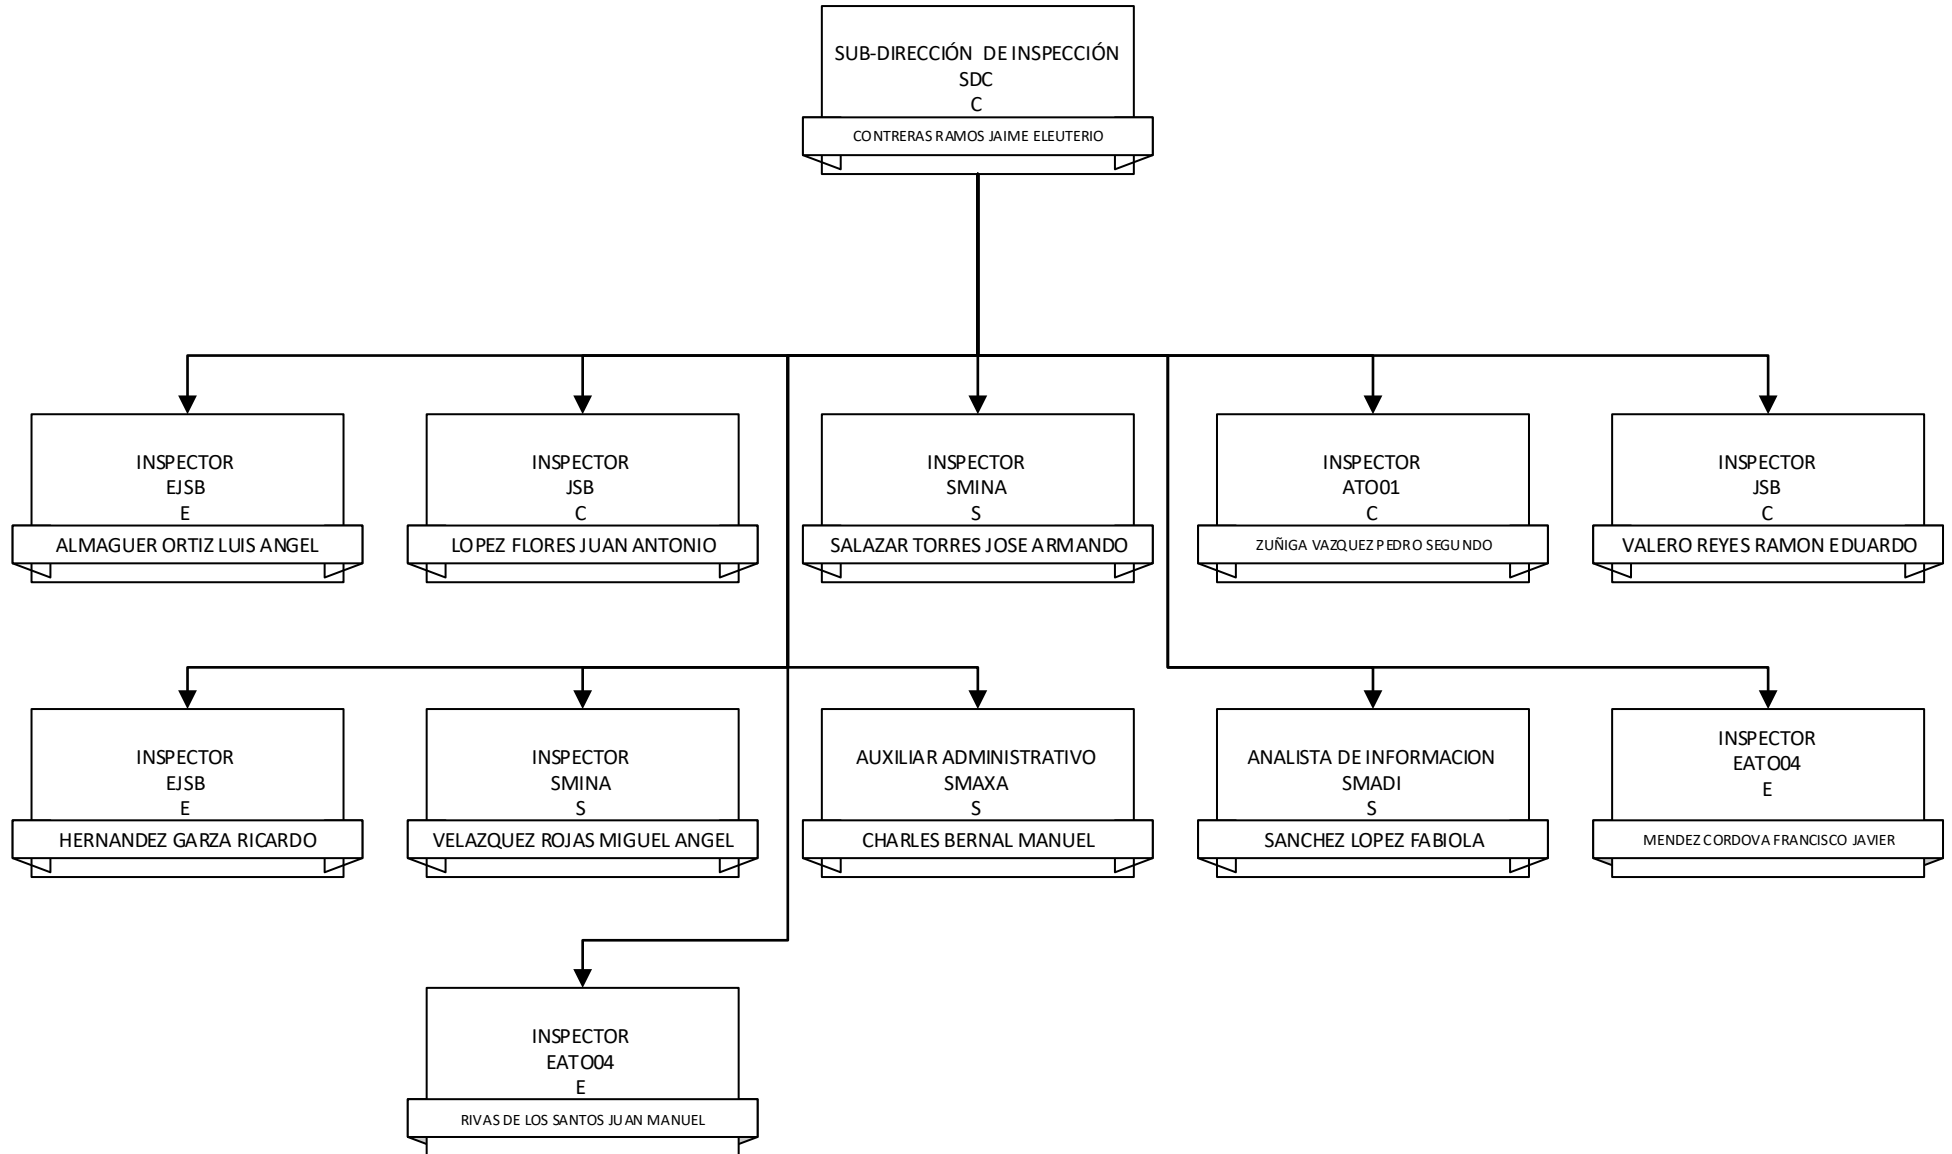 SUB-DIRECCIÓN DE INSPECCIÓN
SDC
C
CONTRERAS RAMOS JAIME ELEUTERIO
INSPECTOR
EJSB
E
ALMAGUER ORTIZ LUIS ANGEL
INSPECTOR
JSB
C
LOPEZ FLORES JUAN ANTONIO
INSPECTOR
SMINA
S
SALAZAR TORRES JOSE ARMANDO
INSPECTOR
ATO01
C
ZUÑIGA VAZQUEZ PEDRO SEGUNDO
INSPECTOR
JSB
C
VALERO REYES RAMON EDUARDO
INSPECTOR
EJSB
E
HERNANDEZ GARZA RICARDO
INSPECTOR
SMINA
S
VELAZQUEZ ROJAS MIGUEL ANGEL
AUXILIAR ADMINISTRATIVO
SMAXA
S
CHARLES BERNAL MANUEL
ANALISTA DE INFORMACION
SMADI
S
SANCHEZ LOPEZ FABIOLA
INSPECTOR
EATO04
E
MENDEZ CORDOVA FRANCISCO JAVIER
INSPECTOR
EATO04
E
RIVAS DE LOS SANTOS JUAN MANUEL